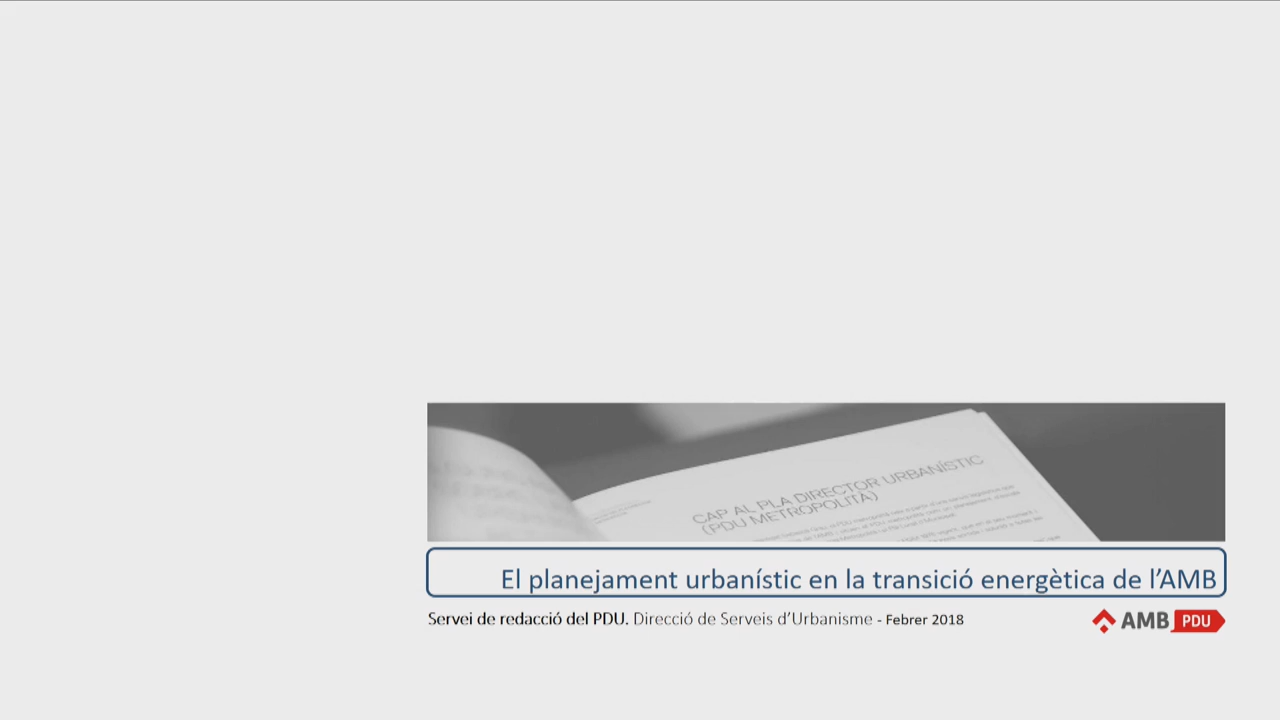 CAP AL PLA DIRECTOR URBANÍSTIC
(PDU METROPOLITÀ)
El planejament urbanístic en la transició energètica de l’AMB
Servei de redacció del PDU. Direcció de Serveis d’Urbanisme - Febrer 2018
AMB PDU